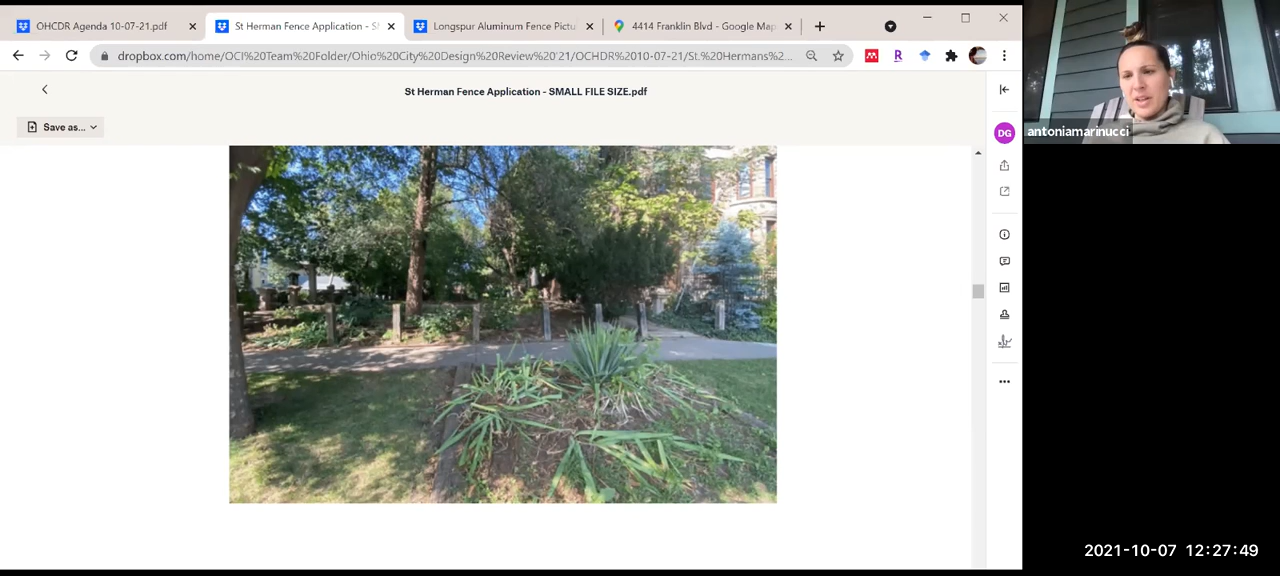 OHCDR Agenda 10-07-21.pdf
St Herman Fence Application - S
Longspur Aluminum Fence Pictu
4414 Franklin Blvd - Google Map
dropbox.com/home/OCI%20Team%20Folder/Ohio%20City%20Design%20Review%20'21/OCHDR%2010-07-21/St.%20Hermans%2...
St Herman Fence Application - SMALL FILE SIZE.pdf
Save as...
DG
antoniamarinucci
2021-10-07 12:27:49